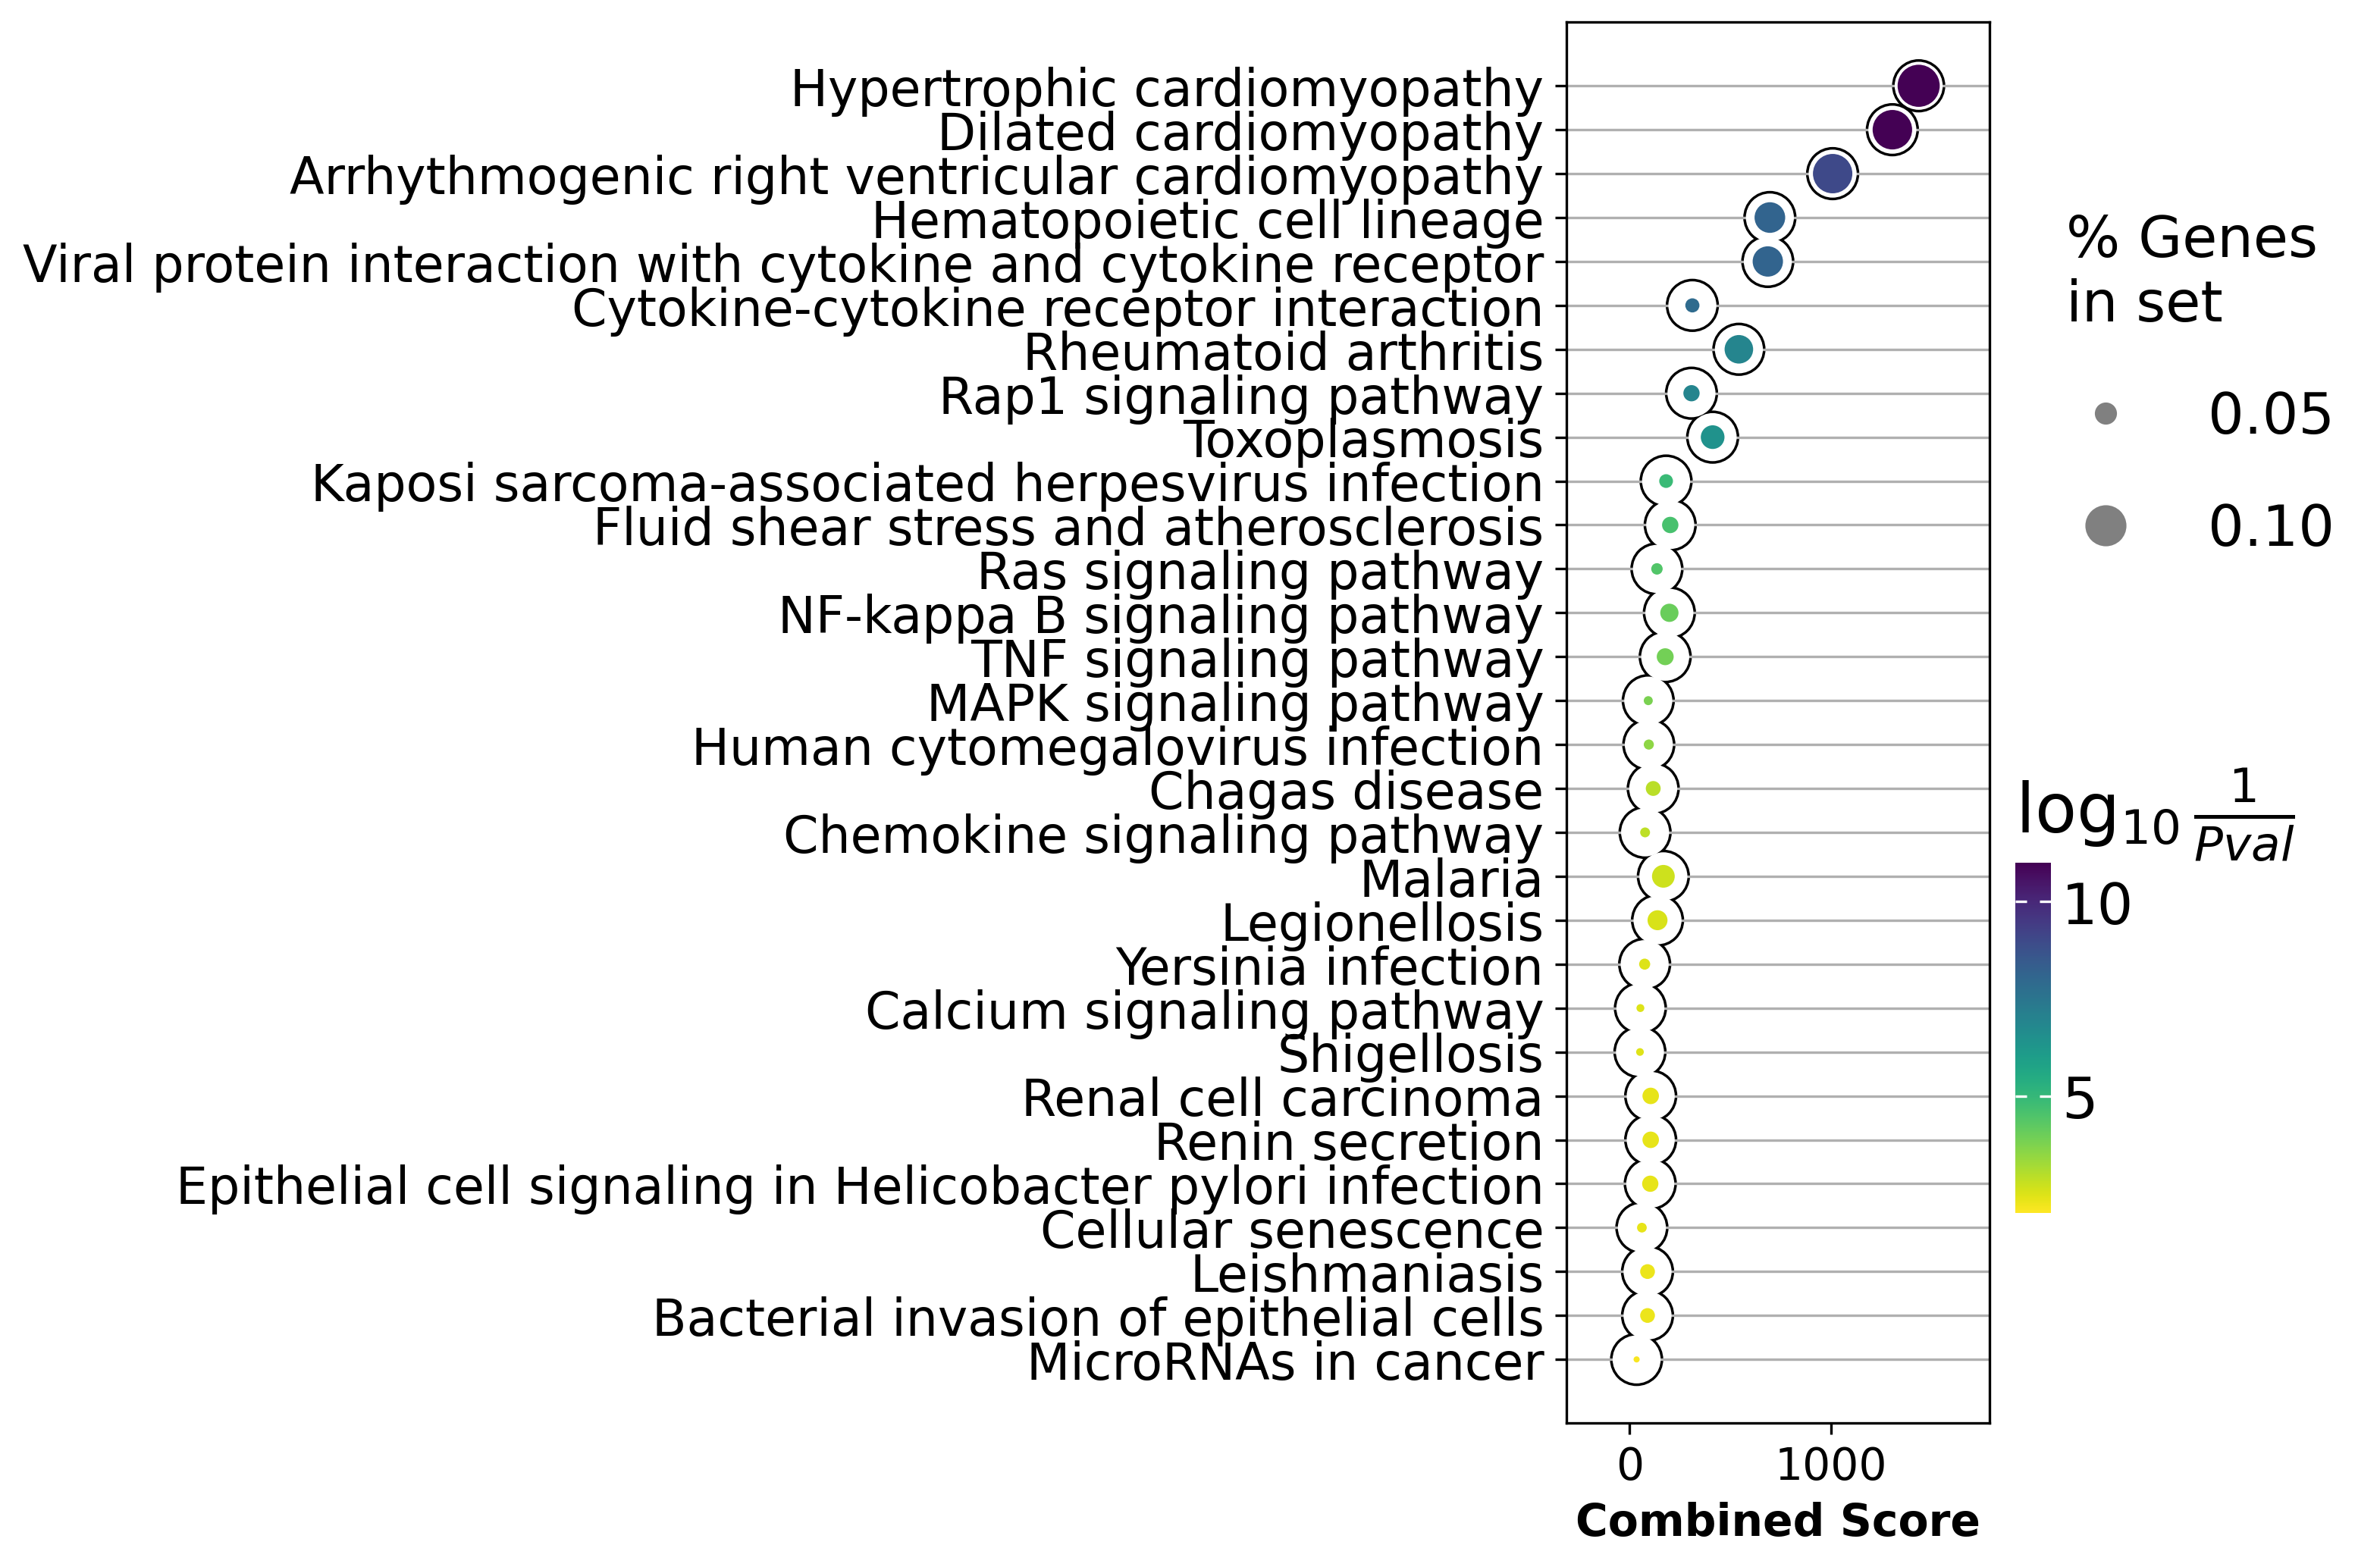 Hypertrophic cardiomyopathy
Dilated cardiomyopathy
Arrhythmogenic right ventricular cardiomyopathy
Hematopoietic cell lineage
Viral protein interaction with cytokine and cytokine receptor
Cytokine-cytokine receptor interaction
Rheumatoid arthritis
Rap1 signaling pathway
Toxoplasmosis
Kaposi sarcoma-associated herpesvirus infection
Fluid shear stress and atherosclerosis
Ras signaling pathway
NF-kappa B signaling pathway
TNF signaling pathway
MAPK signaling pathway
Human cytomegalovirus infection
Chagas disease
Chemokine signaling pathway
Malaria
Legionellosis
Yersinia infection
Calcium signaling pathway
Shigellosis
Renal cell carcinoma
Renin secretion
Epithelial cell signaling in Helicobacter pylori infection
Cellular senescence
Leishmaniasis
Bacterial invasion of epithelial cells
MicroRNAs in cancer
0 1000
Combined Score
% Genes
in set
0.05
0.10
log₁₀ 1/Pval
10
5